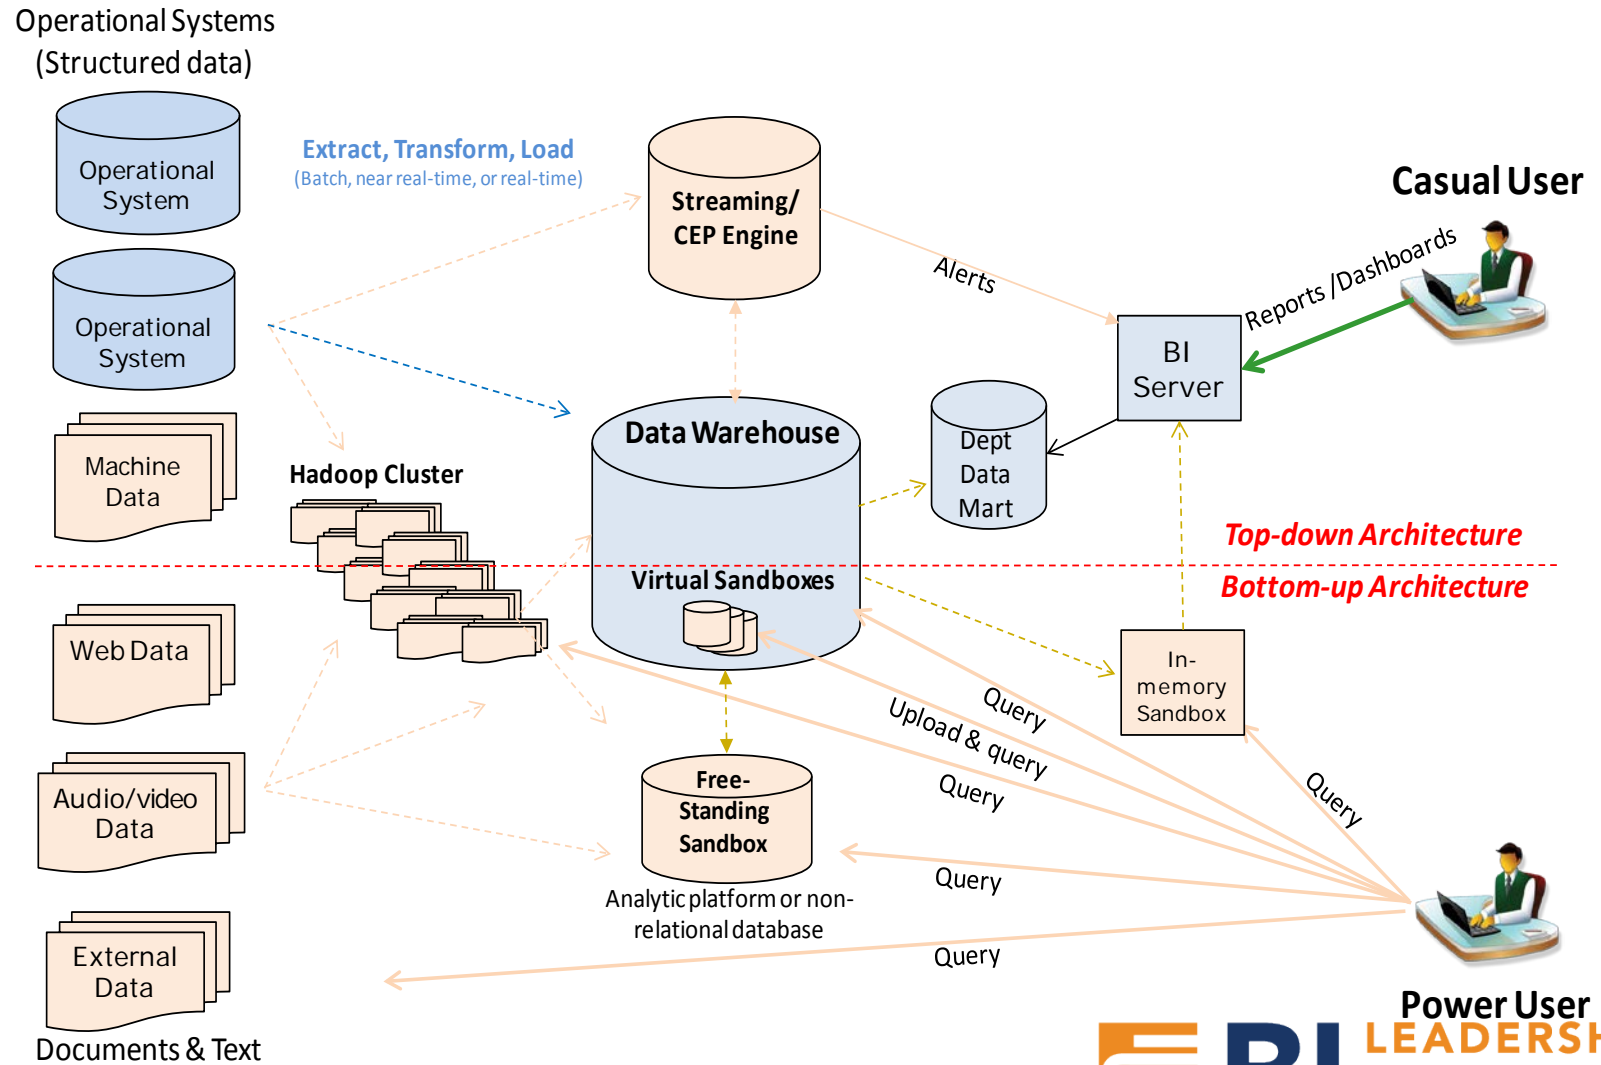 Operational Systems
(Structured data)
Operational
System
Extract, Transform, Load
(Batch, near real-time, or real-time)
Streaming/
CEP Engine
Casual User
Alerts
Reports /Dashboards
Operational
System
BI
Server
Data Warehouse
Dept
Data
Mart
Machine
Data
Hadoop Cluster
Top-down Architecture
Virtual Sandboxes
Bottom-up Architecture
Web Data
In-
memory
Sandbox
Query
Upload & query
Query
Query
Free-
Standing
Sandbox
Audio/video
Data
Query
Analytic platform or non-
relational database
Query
External
Data
Power User
Documents & Text
BI
LEADERSH